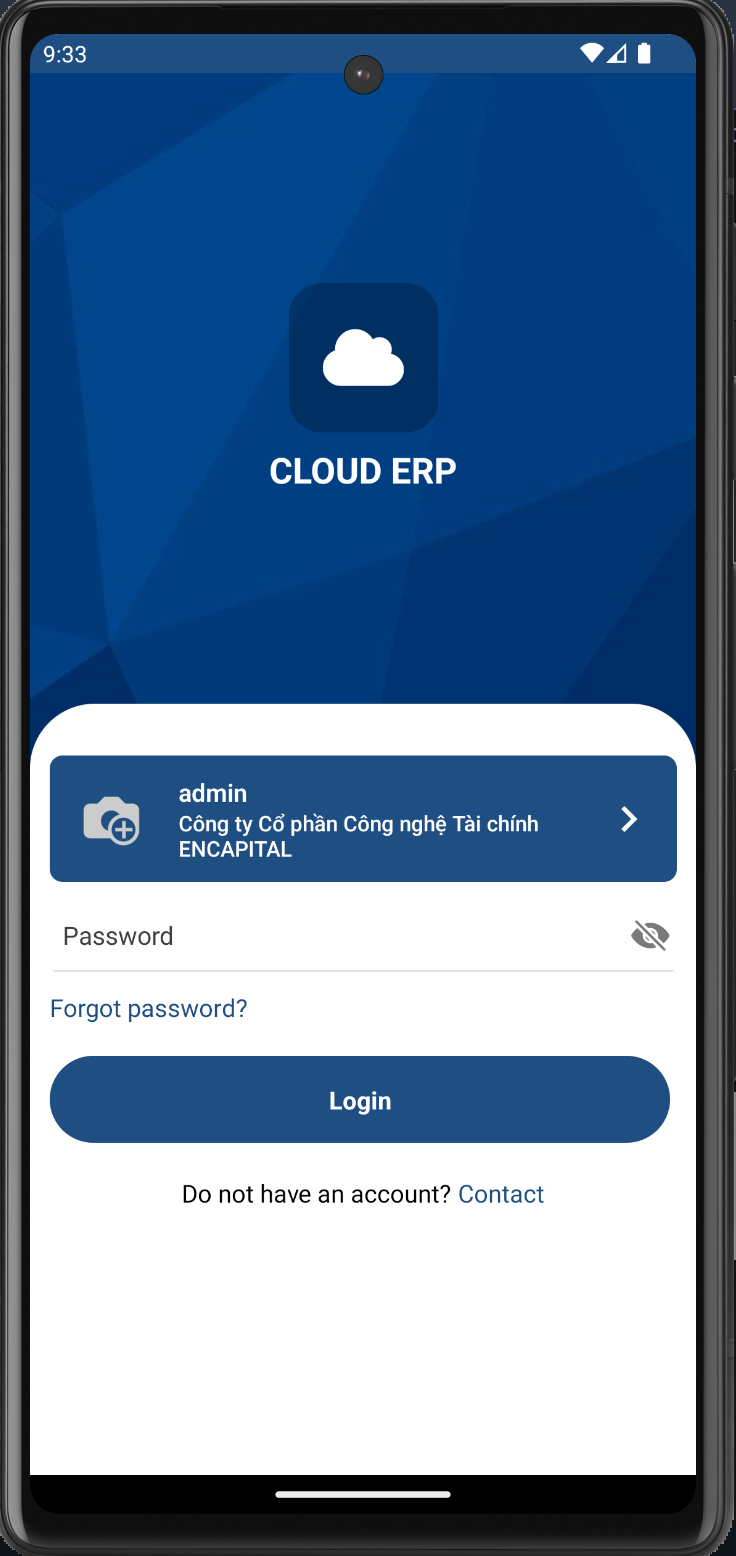 9:33
CLOUD ERP
admin
Công ty Cổ phần Công nghệ Tài chính
ENCAPITAL
Password
Forgot password?
Login
Do not have an account? Contact